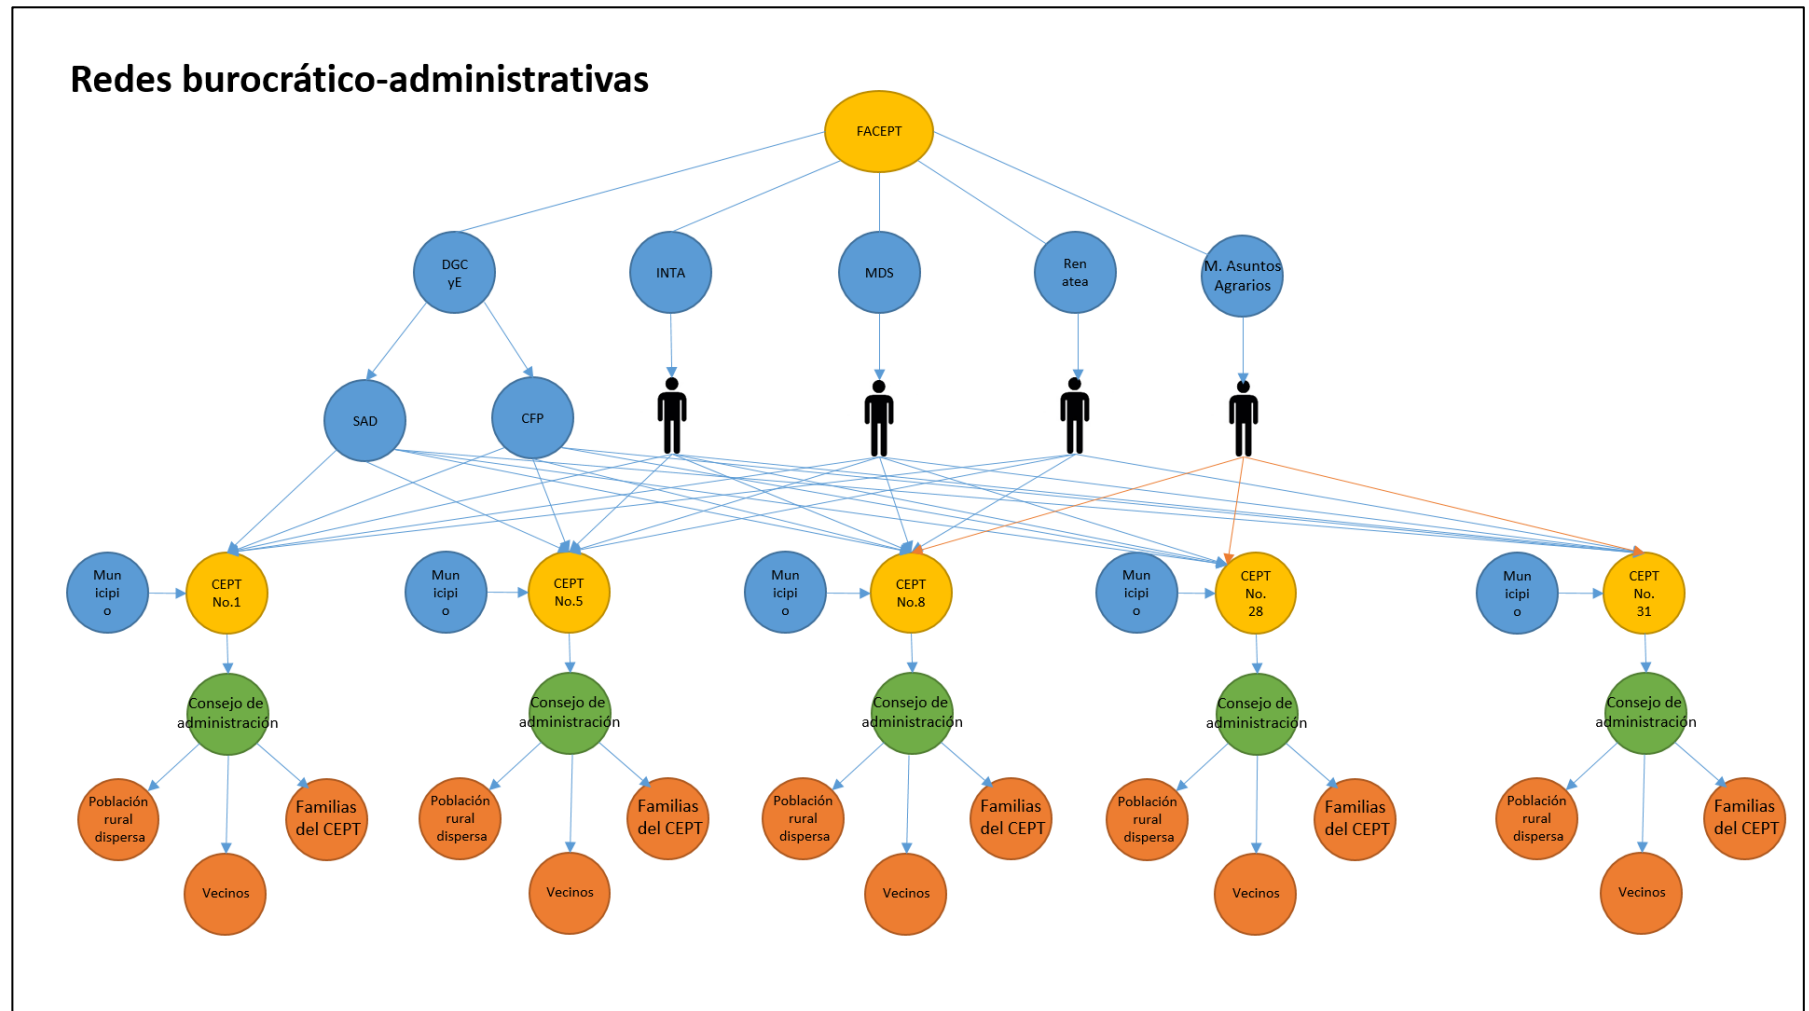 Redes burocrático-administrativas
FACEPT
DGC
yE
INTA
MDS
Ren
atea
M. Asuntos
Agrarios
SAD
CFP
Mun
icipi
o
CEPT
No.1
Mun
icipi
o
CEPT
No.5
Mun
icipi
o
CEPT
No.8
Mun
icipi
o
CEPT
No.
28
Mun
icipi
o
CEPT
No.
31
Consejo de
administración
Consejo de
administración
Consejo de
administración
Consejo de
administración
Consejo de
administración
Población
rural
dispersa
Familias
del CEPT
Población
rural
dispersa
Familias
del CEPT
Población
rural
dispersa
Familias
del CEPT
Población
rural
dispersa
Familias
del CEPT
Población
rural
dispersa
Familias
del CEPT
Vecinos
Vecinos
Vecinos
Vecinos
Vecinos